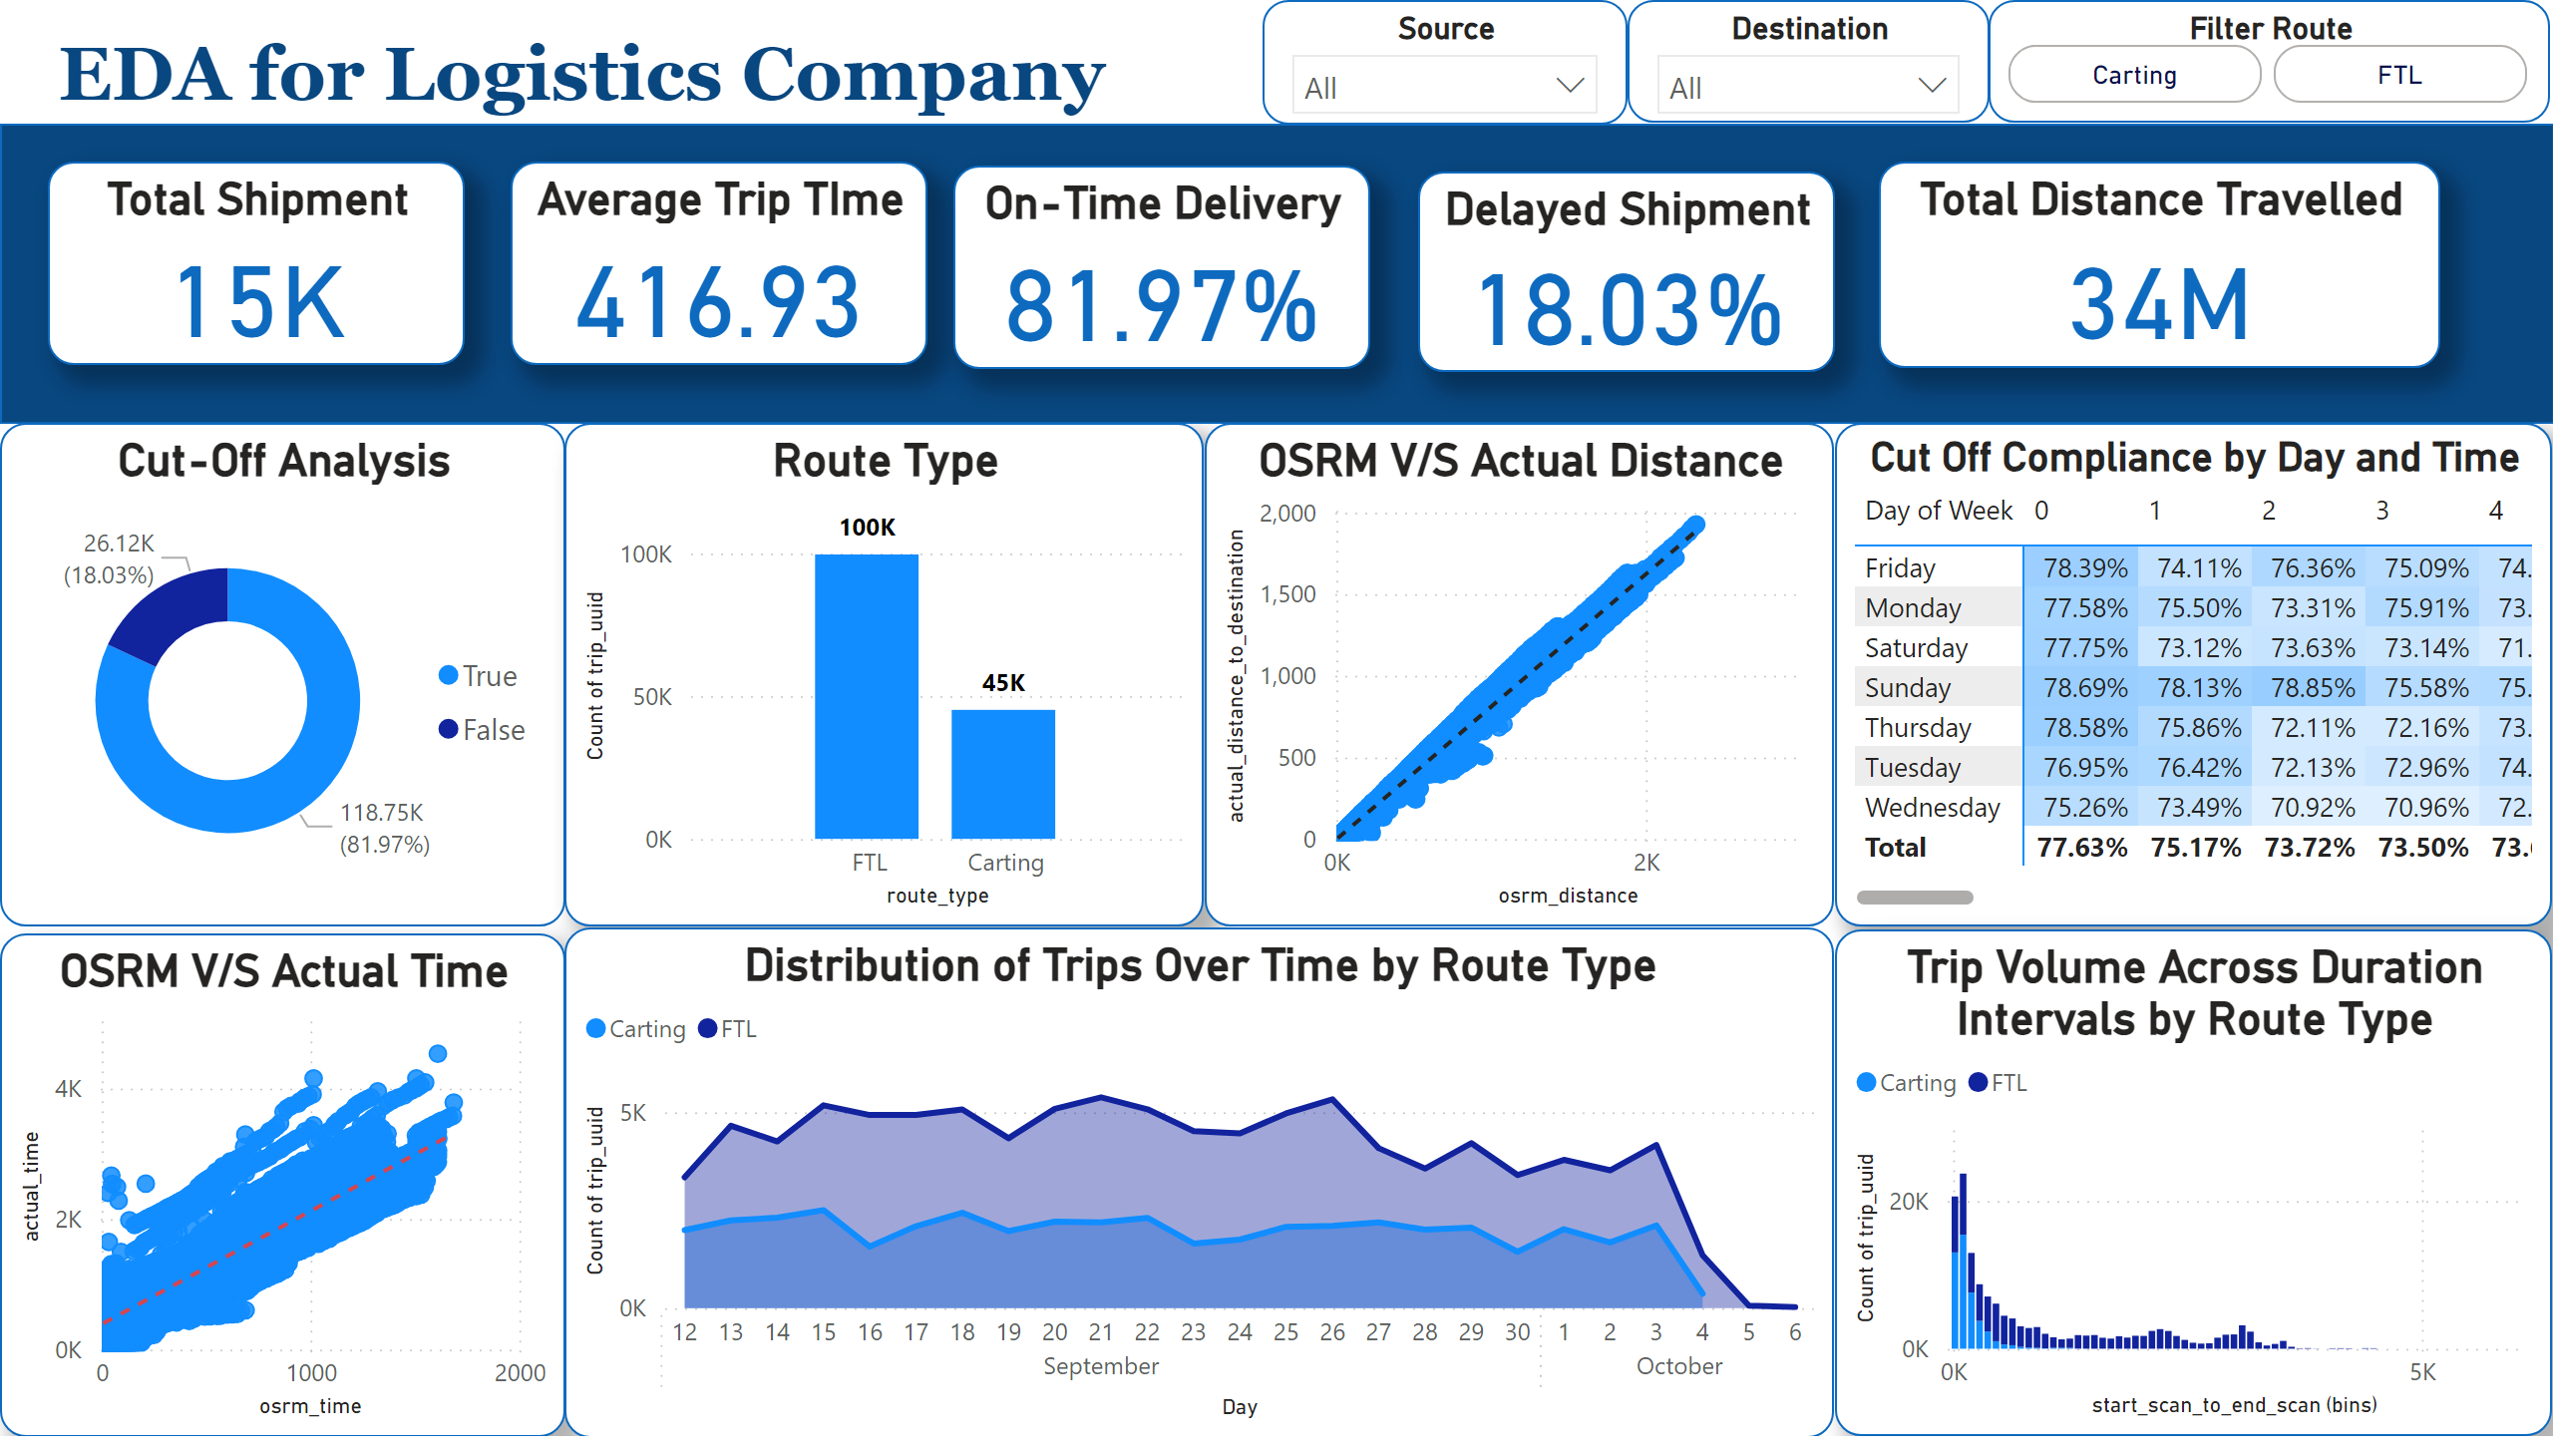 EDA for Logistics Company
Source
All
Destination
All
Filter Route
Carting
FTL
Total Shipment
15K
Average Trip TIme
416.93
On-Time Delivery
81.97%
Delayed Shipment
18.03%
Total Distance Travelled
34M
Cut-Off Analysis
26.12K
(18.03%)
True
False
118.75K
(81.97%)
Route Type
Count of trip_uuid
100K
50K
0K
100K
45K
FTL
Carting
route_type
OSRM V/S Actual Distance
actual_distance_to_destination
2,000
1,500
1,000
500
0
0K
2K
osrm_distance
Cut Off Compliance by Day and Time
Day of Week 0 1 2 3 4
Friday 78.39% 74.11% 76.36% 75.09% 74.
Monday 77.58% 75.50% 73.31% 75.91% 73.
Saturday 77.75% 73.12% 73.63% 73.14% 71.
Sunday 78.69% 78.13% 78.85% 75.58% 75.
Thursday 78.58% 75.86% 72.11% 72.16% 73.
Tuesday 76.95% 76.42% 72.13% 72.96% 74.
Wednesday 75.26% 73.49% 70.92% 70.96% 72.
Total 77.63% 75.17% 73.72% 73.50% 73.
OSRM V/S Actual Time
actual_time
4K
2K
0K
0 1000 2000
osrm_time
Distribution of Trips Over Time by Route Type
Carting FTL
Count of trip_uuid
5K
0K
12 13 14 15 16 17 18 19 20 21 22 23 24 25 26 27 28 29 30 1 2 3 4 5 6
September October
Day
Trip Volume Across Duration
Intervals by Route Type
Carting FTL
Count of trip_uuid
20K
0K
0K 5K
start_scan_to_end_scan (bins)